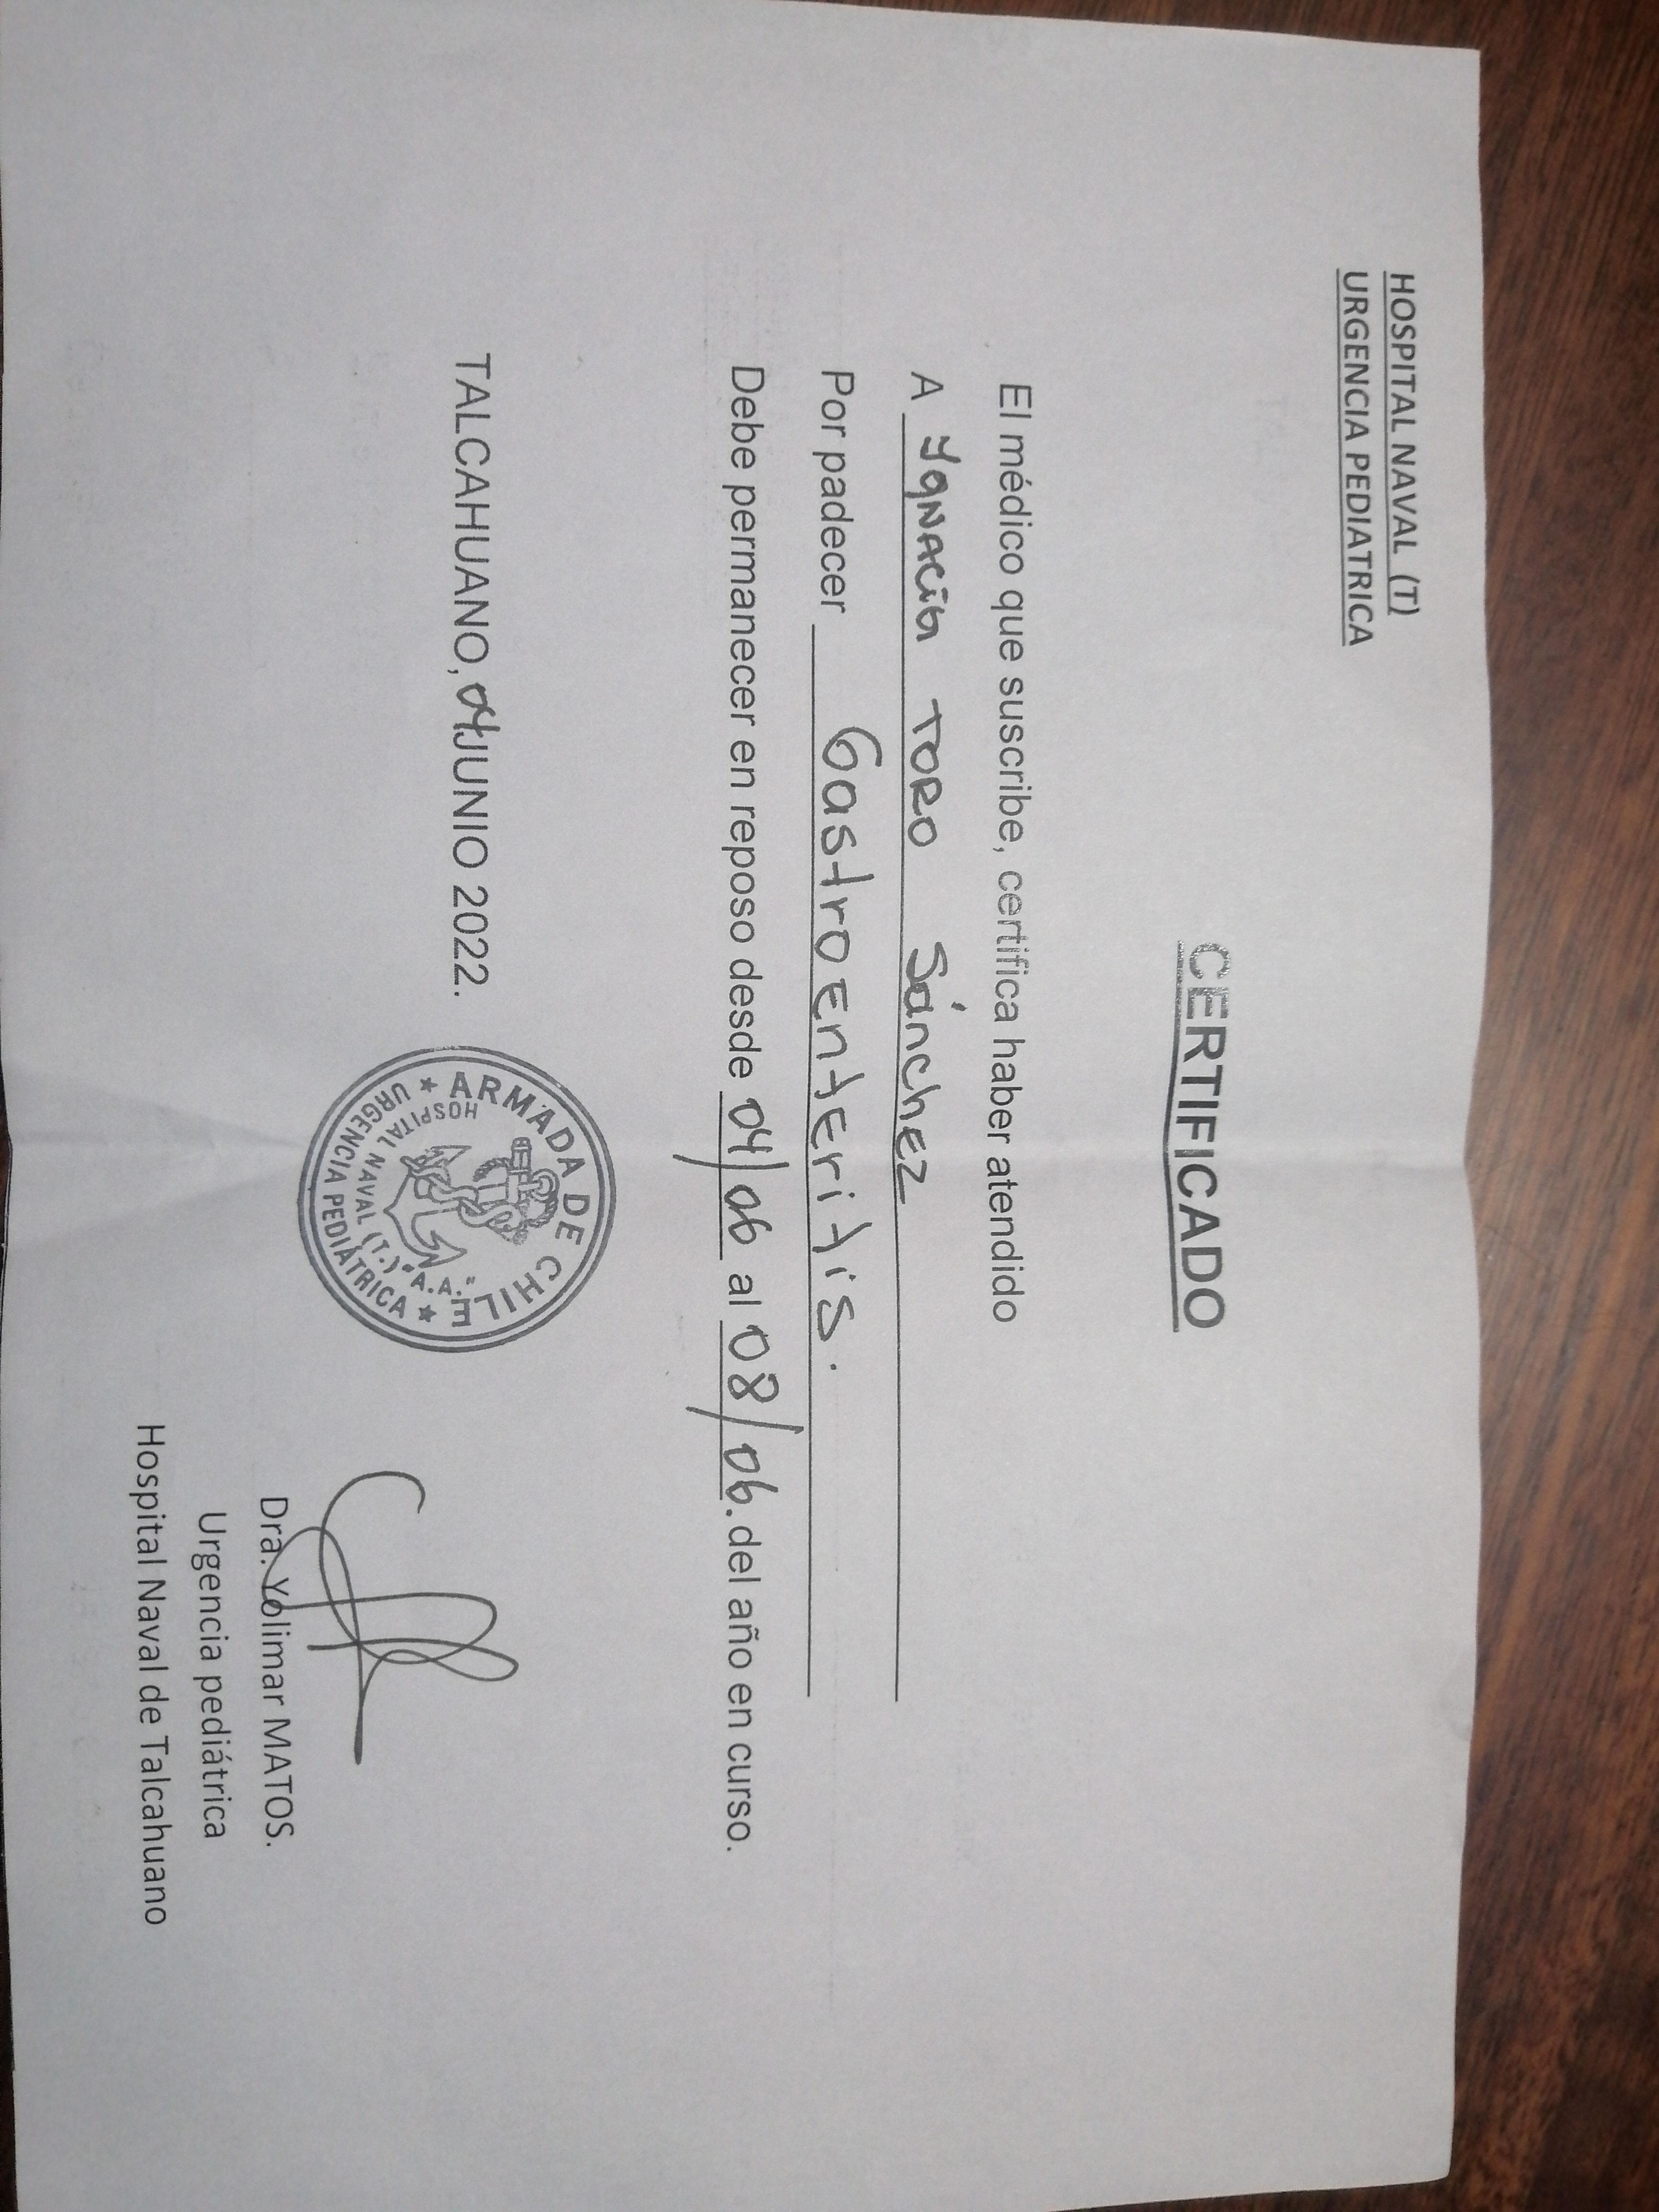 HOSPITAL NAVAL (T)
URGENCIA PEDIATRICA
CERTIFICADO
El médico que suscribe, certifica haber atendido
A Ygnacia TORO Sánchez
Por padecer Gastroenteritis.
Debe permanecer en reposo desde 04/06 al 08/06. del año en curso.
TALCAHUANO, 04 JUNIO 2022.
★ ARMADA DE CHILE ★
HOSPITAL NAVAL (T.) "A.A."
URGENCIA PEDIÁTRICA
Dra. Yolimar MATOS.
Urgencia pediátrica
Hospital Naval de Talcahuano